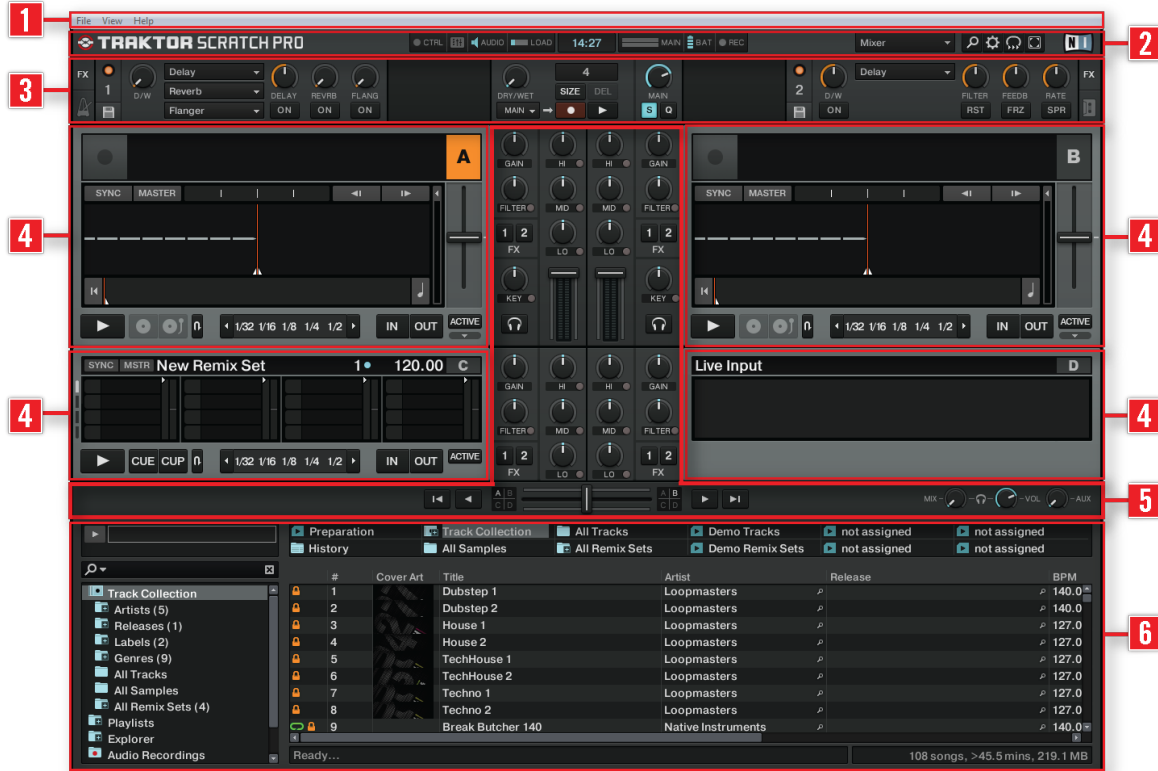 1
File View Help
TRAKTOR SCRATCH PRO CTRL AUDIO LOAD 14:27 MAIN BAT REC Mixer
2
3
FX 1 D/W Delay Reverb Flanger DELAY REVRB FLANG ON ON ON
DRY/WET 4 SIZE DEL MAIN MAIN S Q
2 D/W ON Delay FILTER FEEDB RATE RST FRZ SPR FX
A
SYNC MASTER
1/32 1/16 1/8 1/4 1/2 IN OUT ACTIVE
4
GAIN HI HI GAIN
FILTER MID MID FILTER
1 2 FX LO LO 1 2 FX
KEY KEY
B
SYNC MASTER
1/32 1/16 1/8 1/4 1/2 IN OUT ACTIVE
4
SYNC MSTR New Remix Set 1 120.00 C
CUE CUP 1/32 1/16 1/8 1/4 1/2 IN OUT ACTIVE
4
GAIN HI HI GAIN
FILTER MID MID FILTER
1 2 FX LO LO 1 2 FX
Live Input D
4
A B
C D
A B
C D
MIX VOL AUX
5
Preparation Track Collection All Tracks Demo Tracks not assigned not assigned
History All Samples All Remix Sets Demo Remix Sets not assigned not assigned
Track Collection
Artists (5)
Releases (1)
Labels (2)
Genres (9)
All Tracks
All Samples
All Remix Sets (4)
Playlists
Explorer
Audio Recordings
# Cover Art Title Artist Release BPM
1 Dubstep 1 Loopmasters 140.0
2 Dubstep 2 Loopmasters 140.0
3 House 1 Loopmasters 127.0
4 House 2 Loopmasters 127.0
5 TechHouse 1 Loopmasters 127.0
6 TechHouse 2 Loopmasters 127.0
7 Techno 1 Loopmasters 127.0
8 Techno 2 Loopmasters 127.0
9 Break Butcher 140 Native Instruments 140.0
Ready... 108 songs, >45.5 mins, 219.1 MB
6